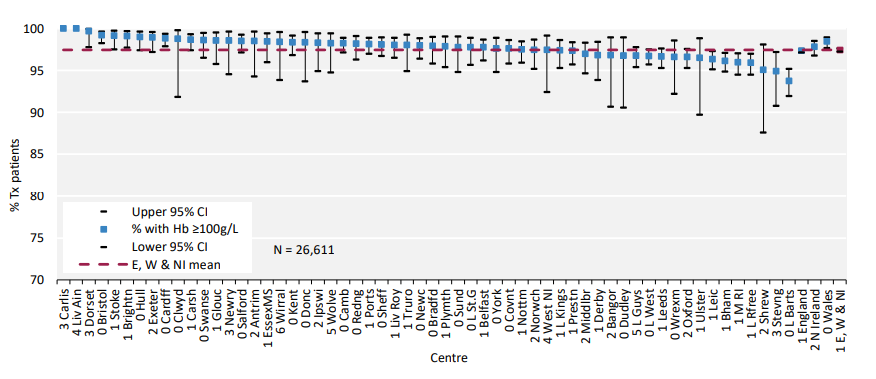 100
95
90
85
80
75
70
% Tx patients
Upper 95% CI
% with Hb ≥100g/L
Lower 95% CI
E, W & NI mean
N = 26,611
3 Carlis
4 Liv Ain
3 Dorset
0 Bristol
1 Stoke
1 Brightn
0 Hull
2 Exeter
0 Cardff
0 Clwyd
1 Carsh
0 Swanse
1 Glouc
3 Newry
0 Salford
2 Antrim
1 EssexMS
6 Wirral
0 Kent
0 Donc
2 Ipswi
5 Wolve
0 Camb
0 Redng
1 Ports
0 Sheff
1 Liv Roy
1 Truro
0 Newc
0 Bradfd
1 Plymth
0 Sund
0 St.G
1 Belfast
0 York
0 Covnt
1 Nottm
2 Norwch
4 West NI
1 L Kings
1 Prestn
2 Middlbr
1 Derby
2 Bangor
0 Dudley
5 L Guys
0 L West
1 Leeds
0 Wrexm
2 Oxford
1 Ulster
1 Leic
1 Bham
1 M RI
1 L Rfree
2 Shrew
3 Stevng
0 L Barts
1 England
2 N Ireland
0 Wales
1 E, W & NI
Centre